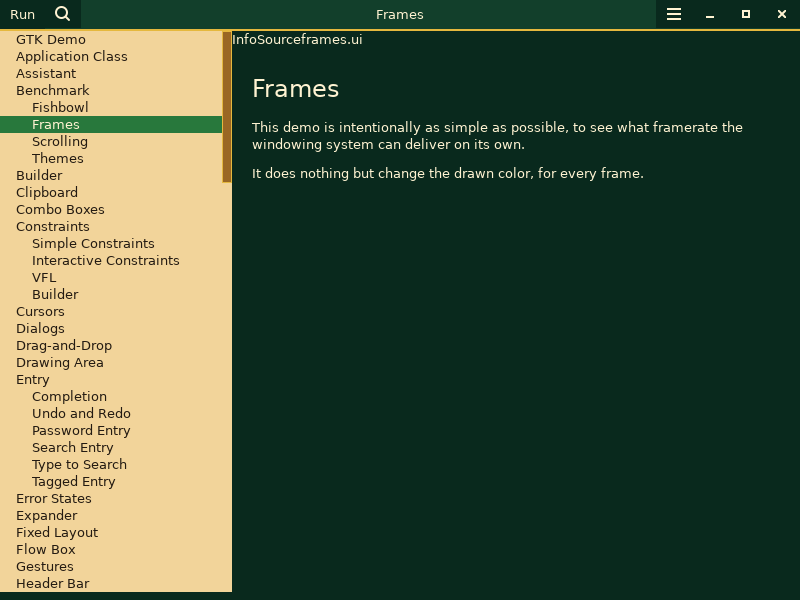 Run
Frames
GTK Demo
Application Class
Assistant
Benchmark
Fishbowl
Frames
Scrolling
Themes
Builder
Clipboard
Combo Boxes
Constraints
Simple Constraints
Interactive Constraints
VFL
Builder
Cursors
Dialogs
Drag-and-Drop
Drawing Area
Entry
Completion
Undo and Redo
Password Entry
Search Entry
Type to Search
Tagged Entry
Error States
Expander
Fixed Layout
Flow Box
Gestures
Header Bar
InfoSourceframes.ui
Frames
This demo is intentionally as simple as possible, to see what framerate the
windowing system can deliver on its own.
It does nothing but change the drawn color, for every frame.